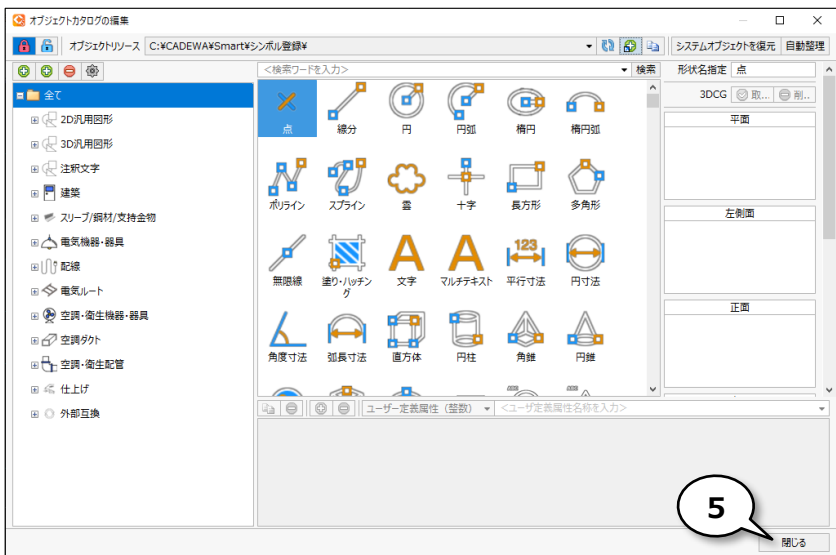 オブジェクトカタログの編集
オブジェクトリソース C:¥CADEWA¥Smart¥シンボル登録¥ システムオブジェクトを復元 自動整理
<検索ワードを入力> 検索 形状名指定 点
全て
2D汎用図形
3D汎用図形
注釈文字
建築
スリーブ/鋼材/支持金物
電気機器・器具
配線
電気ルート
空調・衛生機器・器具
空調ダクト
空調・衛生配管
仕上げ
外部互換
点 線分 円 円弧 楕円 楕円弧
ポリライン スプライン 雲 十字 長方形 多角形
123
無限線 塗り・ハッチング 文字 マルチテキスト 平行寸法 円寸法
角度寸法 弧長寸法 直方体 円柱 角錐 円錐
3DCG 取... 削...
平面
左側面
正面
ユーザー定義属性（整数） <ユーザ定義属性名称を入力>
5
閉じる